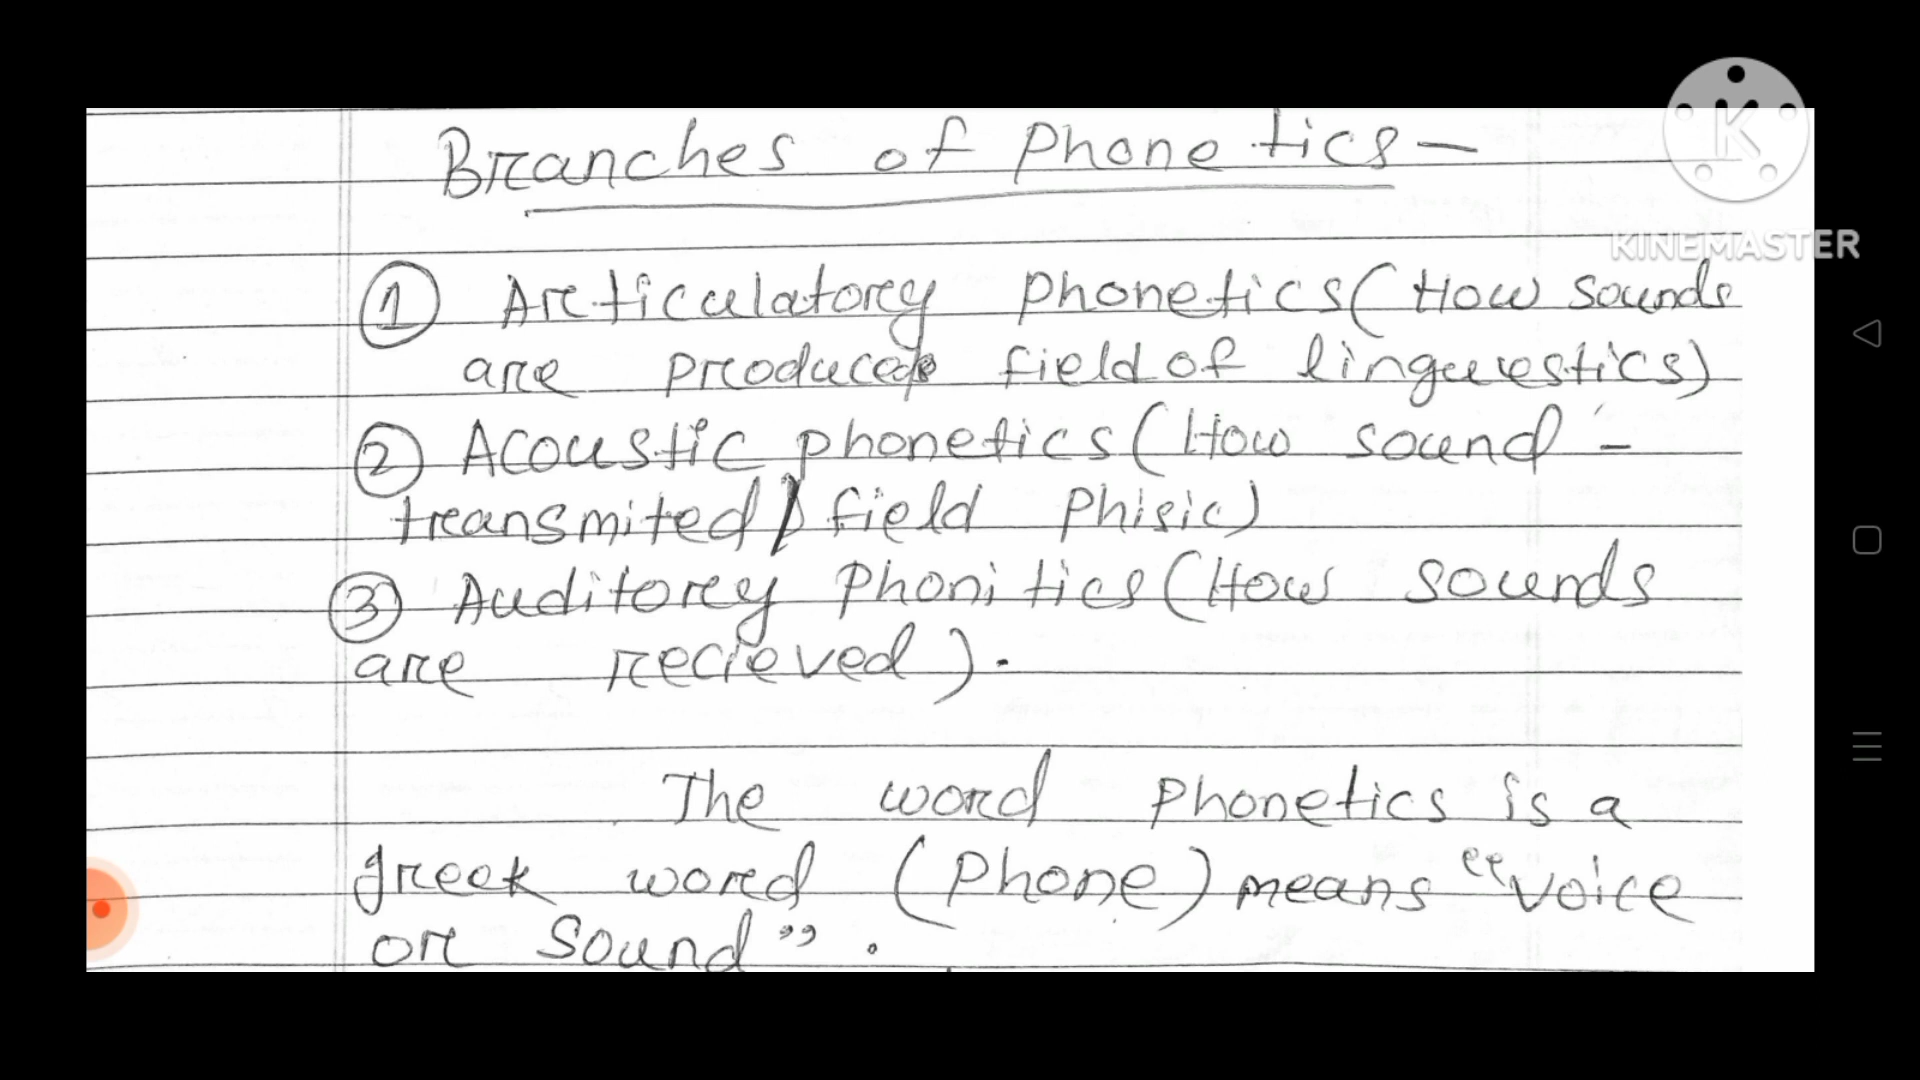 Branches of Phonetics —
KINEMASTER
① Articulatory phonetics (How sounds
are produced field of linguestics)
② Acoustic phonetics (How sound -
transmited / field Phisic)
③ Auditory Phonitics (How sounds
are recieved).
The word Phonetics is a
greek word (Phone) means "voice
or Sound".